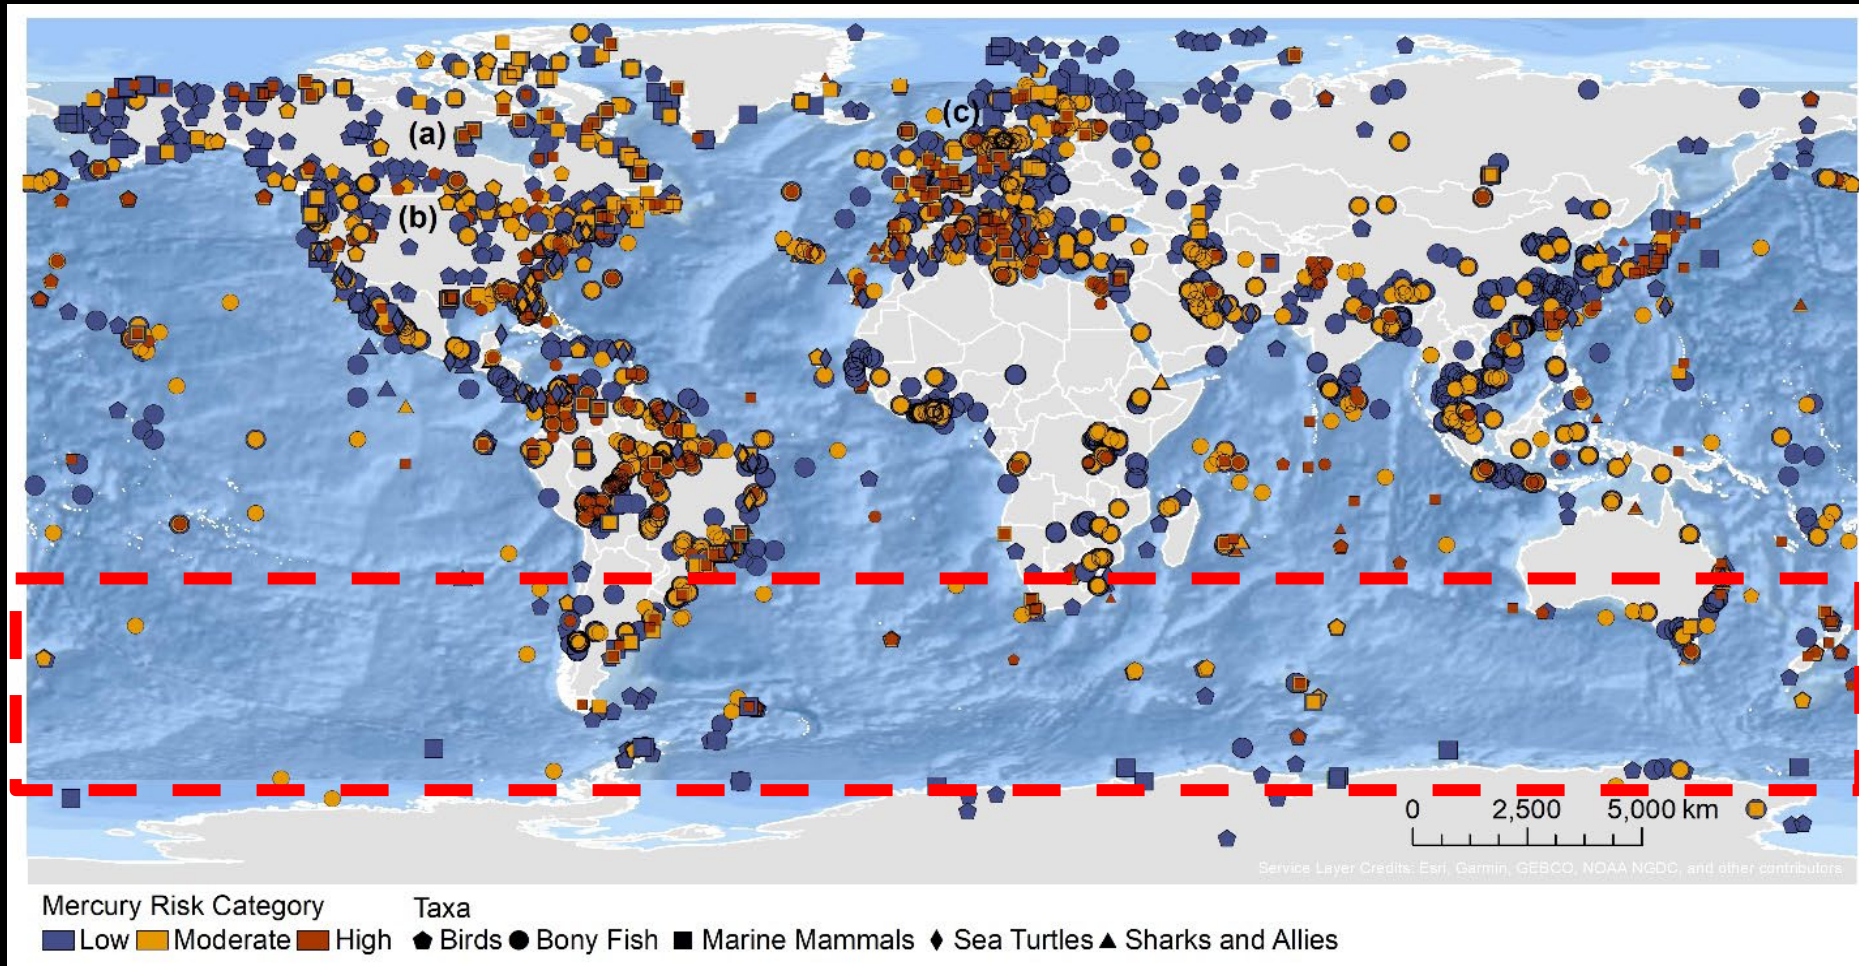 (c)
(a)
(b)
0 2,500 5,000 km
Service Layer Credits: Esri, Garmin, GEBCO, NOAA NGDC, and other contributors
Mercury Risk Category Taxa
Low Moderate High Birds Bony Fish Marine Mammals Sea Turtles Sharks and Allies